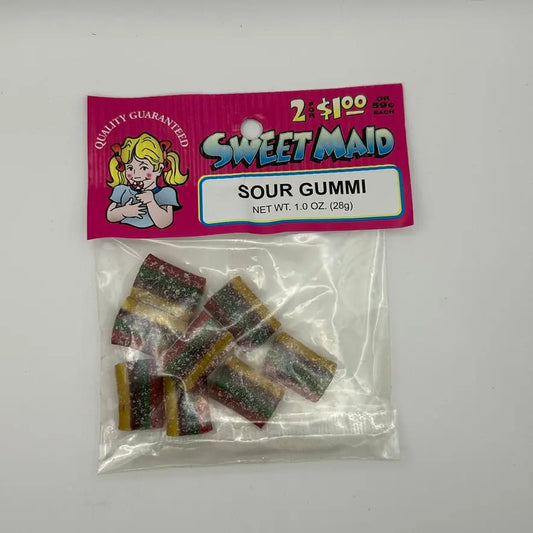 QUALITY GUARANTEED
2 FOR $1.00 OR 59¢ EACH
SWEET MAID
SOUR GUMMI
NET WT. 1.0 OZ. (28g)